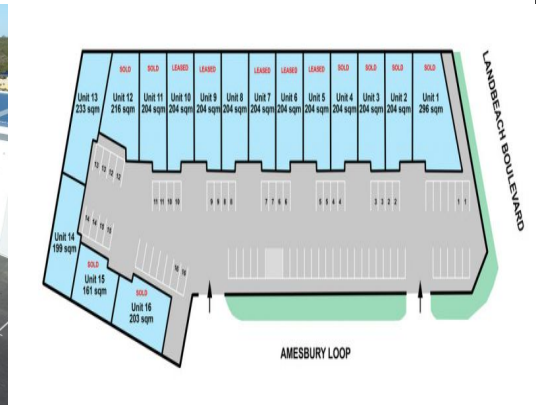 SOLD
SOLD
LEASED
LEASED
LEASED
LEASED
LEASED
SOLD
SOLD
SOLD
SOLD
Unit 13
233 sqm
Unit 12
216 sqm
Unit 11
204 sqm
Unit 10
204 sqm
Unit 9
204 sqm
Unit 8
204 sqm
Unit 7
204 sqm
Unit 6
204 sqm
Unit 5
204 sqm
Unit 4
204 sqm
Unit 3
204 sqm
Unit 2
204 sqm
Unit 1
296 sqm
LANDBEACH BOULEVARD
13 13 12 12
11 11 10 10
9 9 8 8
7 7 6 6
5 5 4 4
3 3 2 2
1 1
14 14 15 15
Unit 14
199 sqm
16 16
SOLD
Unit 15
161 sqm
SOLD
Unit 16
203 sqm
AMESBURY LOOP